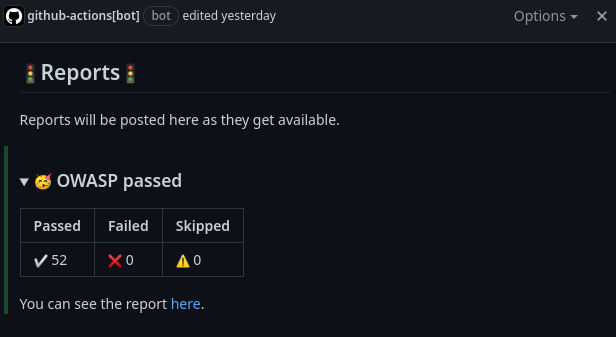 github-actions[bot] bot edited yesterday Options
🚦Reports🚦
Reports will be posted here as they get available.
▼ 🥳 OWASP passed
Passed Failed Skipped
✔️ 52 ❌ 0 ⚠️ 0
You can see the report here.